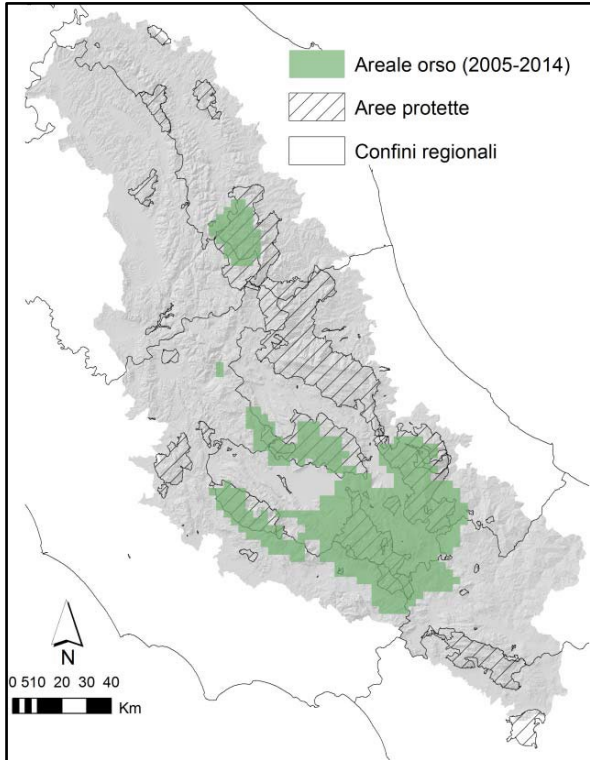 Areale orso (2005-2014)
Aree protette
Confini regionali
N
0 510 20 30 40
Km